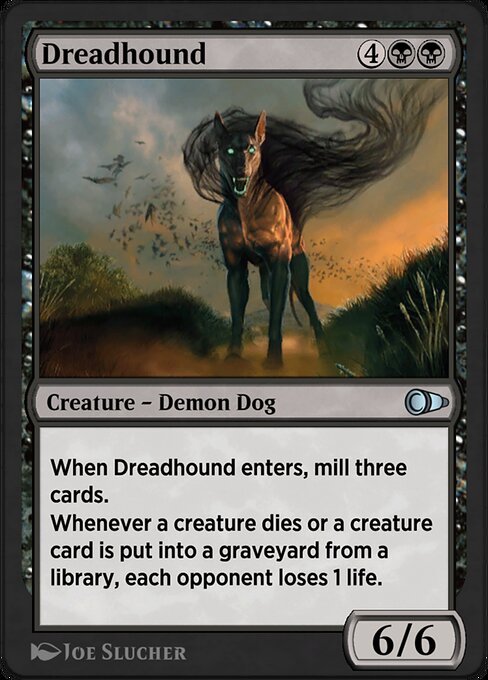 Dreadhound 4
Creature – Demon Dog
When Dreadhound enters, mill three
cards.
Whenever a creature dies or a creature
card is put into a graveyard from a
library, each opponent loses 1 life.
6/6
Joe Slucher